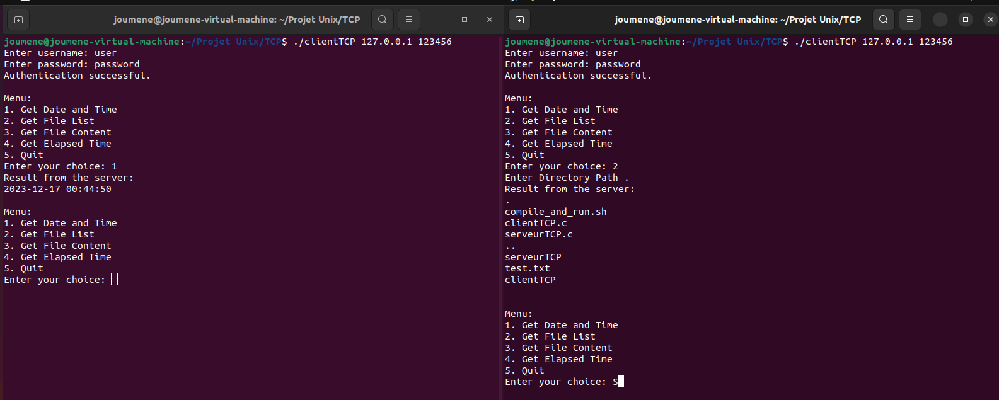 joumene@joumene-virtual-machine: ~/Projet Unix/TCP
joumene@joumene-virtual-machine:~/Projet Unix/TCP$ ./clientTCP 127.0.0.1 123456
Enter username: user
Enter password: password
Authentication successful.
Menu:
1. Get Date and Time
2. Get File List
3. Get File Content
4. Get Elapsed Time
5. Quit
Enter your choice: 1
Result from the server:
2023-12-17 00:44:50
Menu:
1. Get Date and Time
2. Get File List
3. Get File Content
4. Get Elapsed Time
5. Quit
Enter your choice:
joumene@joumene-virtual-machine: ~/Projet Unix/TCP
joumene@joumene-virtual-machine:~/Projet Unix/TCP$ ./clientTCP 127.0.0.1 123456
Enter username: user
Enter password: password
Authentication successful.
Menu:
1. Get Date and Time
2. Get File List
3. Get File Content
4. Get Elapsed Time
5. Quit
Enter your choice: 2
Enter Directory Path .
Result from the server:
.
compile_and_run.sh
clientTCP.c
serveurTCP.c
..
serveurTCP
test.txt
clientTCP
Menu:
1. Get Date and Time
2. Get File List
3. Get File Content
4. Get Elapsed Time
5. Quit
Enter your choice: S